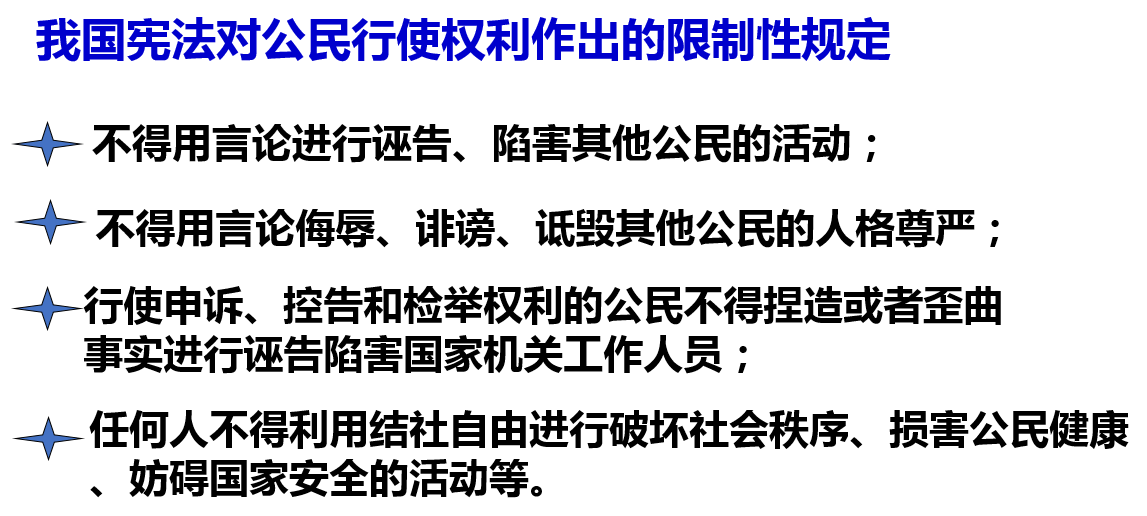 我国宪法对公民行使权利作出的限制性规定
不得用言论进行诬告、陷害其他公民的活动；
不得用言论侮辱、诽谤、诋毁其他公民的人格尊严；
行使申诉、控告和检举权利的公民不得捏造或者歪曲
事实进行诬告陷害国家机关工作人员；
任何人不得利用结社自由进行破坏社会秩序、损害公民健康
、妨碍国家安全的活动等。